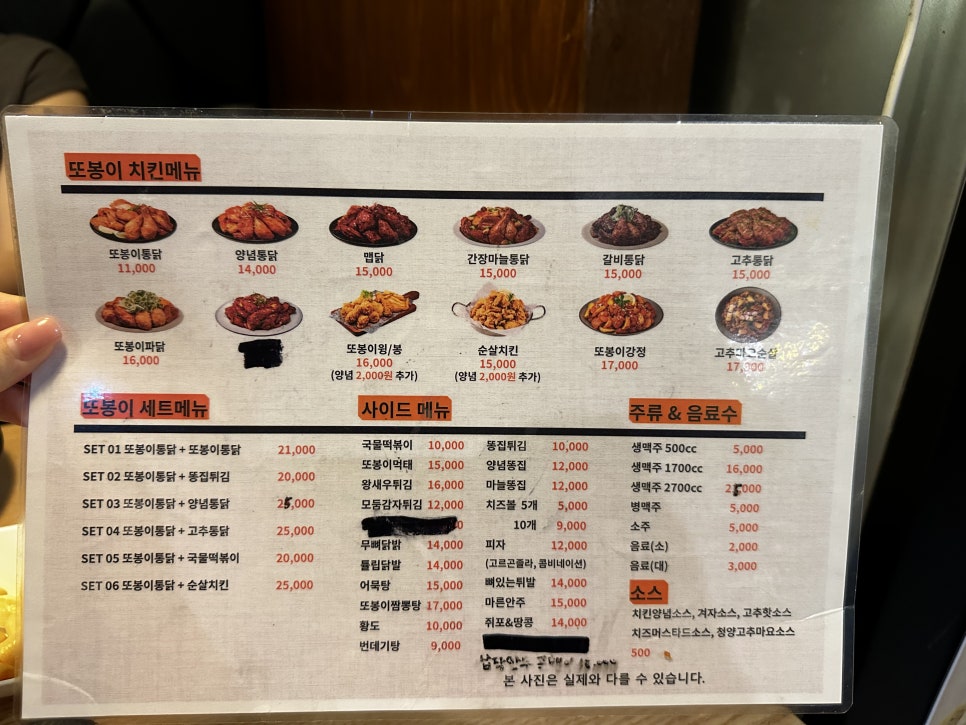 또봉이 치킨메뉴
또봉이통닭 양념통닭 맵닭 간장마늘통닭 갈비통닭 고추통닭
11,000 14,000 15,000 15,000 15,000 15,000
또봉이파닭 또봉이윙/봉 순살치킨 또봉이강정
16,000 16,000 15,000 17,000 17,000
(양념 2,000원 추가) (양념 2,000원 추가)
또봉이 세트메뉴
SET 01 또봉이통닭 + 또봉이통닭 21,000
SET 02 또봉이통닭 + 똥집튀김 20,000
SET 03 또봉이통닭 + 양념통닭 25,000
SET 04 또봉이통닭 + 고추통닭 25,000
SET 05 또봉이통닭 + 국물떡볶이 20,000
SET 06 또봉이통닭 + 순살치킨 25,000
사이드 메뉴
국물떡볶이 10,000
또봉이먹태 15,000
왕새우튀김 16,000
모둠감자튀김 12,000
무뼈닭발 14,000
튤립닭발 14,000
어묵탕 15,000
또봉이짬뽕탕 17,000
황도 10,000
번데기탕 9,000
똥집튀김 10,000
양념똥집 12,000
마늘똥집 12,000
치즈볼 5개 5,000
10개 9,000
피자 12,000
(고르곤졸라, 콤비네이션)
뼈있는튀발 14,000
마른안주 15,000
쥐포&땅콩 14,000
본 사진은 실제와 다를 수 있습니다.
주류 & 음료수
생맥주 500cc 5,000
생맥주 1700cc 16,000
생맥주 2700cc 25,000
병맥주 5,000
소주 5,000
음료(소) 2,000
음료(대) 3,000
소스
치킨양념소스, 겨자소스, 고추핫소스
치즈머스타드소스, 청양고추마요소스
500